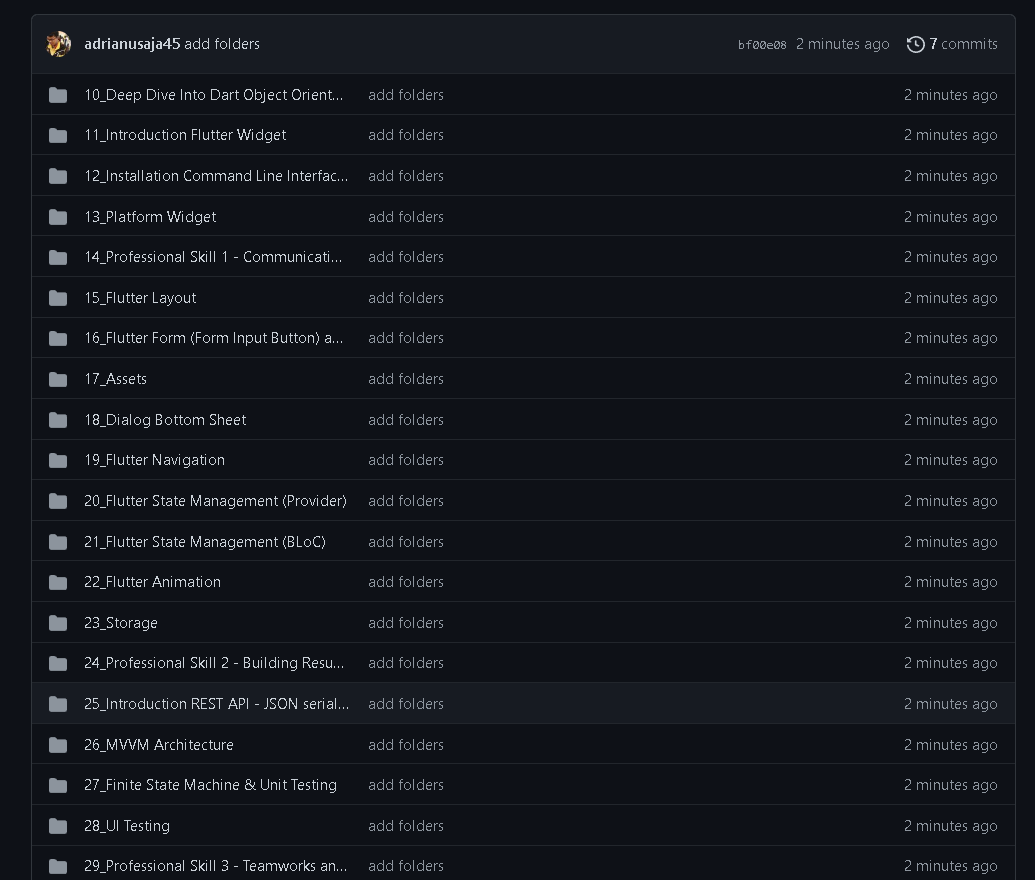 adrianusaja45 add folders bf00e08 2 minutes ago 7 commits
10_Deep Dive Into Dart Object Orient... add folders 2 minutes ago
11_Introduction Flutter Widget add folders 2 minutes ago
12_Installation Command Line Interfac... add folders 2 minutes ago
13_Platform Widget add folders 2 minutes ago
14_Professional Skill 1 - Communicati... add folders 2 minutes ago
15_Flutter Layout add folders 2 minutes ago
16_Flutter Form (Form Input Button) a... add folders 2 minutes ago
17_Assets add folders 2 minutes ago
18_Dialog Bottom Sheet add folders 2 minutes ago
19_Flutter Navigation add folders 2 minutes ago
20_Flutter State Management (Provider) add folders 2 minutes ago
21_Flutter State Management (BLoC) add folders 2 minutes ago
22_Flutter Animation add folders 2 minutes ago
23_Storage add folders 2 minutes ago
24_Professional Skill 2 - Building Resu... add folders 2 minutes ago
25_Introduction REST API - JSON serial... add folders 2 minutes ago
26_MVVM Architecture add folders 2 minutes ago
27_Finite State Machine & Unit Testing add folders 2 minutes ago
28_UI Testing add folders 2 minutes ago
29_Professional Skill 3 - Teamworks an... add folders 2 minutes ago